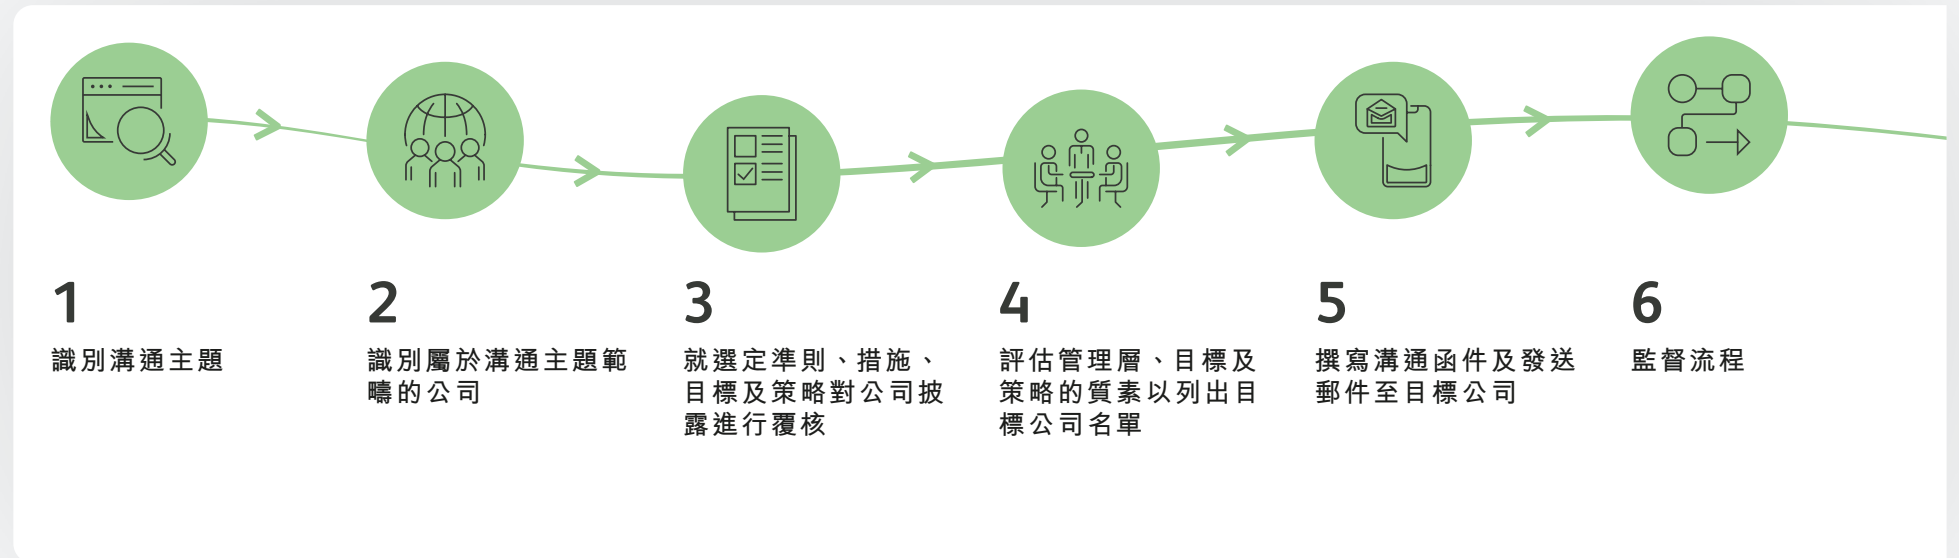 1
識別溝通主題
2
識別屬於溝通主題範
疇的公司
3
就選定準則、措施、
目標及策略對公司披
露進行覆核
4
評估管理層、目標及
策略的質素以列出目
標公司名單
5
撰寫溝通函件及發送
郵件至目標公司
6
監督流程